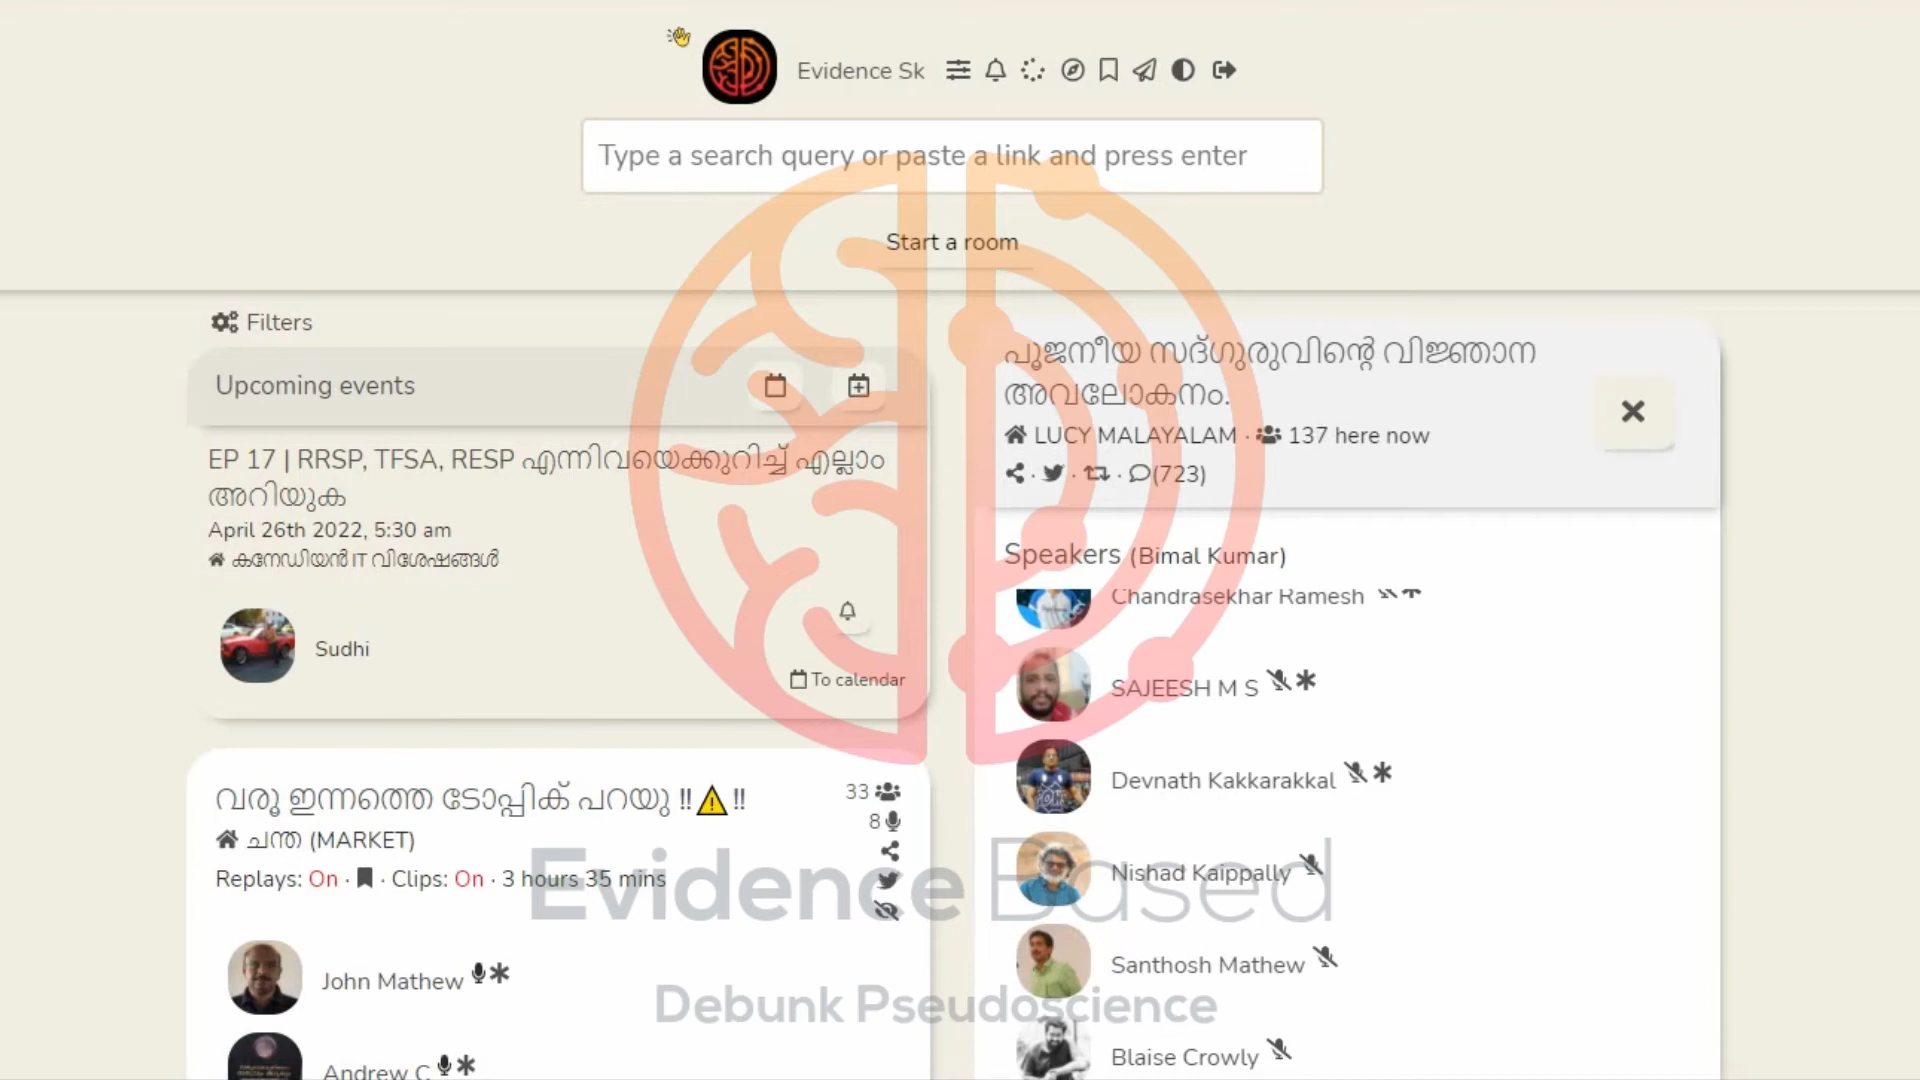 Evidence Sk
Type a search query or paste a link and press enter
Start a room
Filters
Upcoming events
EP 17 | RRSP, TFSA, RESP എന്നിവയെക്കുറിച്ച് എല്ലാം
അറിയുക
April 26th 2022, 5:30 am
കനേഡിയൻ IT വിശേഷങ്ങൾ
Sudhi
To calendar
വരൂ ഇന്നത്തെ ടോപ്പിക് പറയു ‼️⚠️‼️
33
8
ചന്ത (MARKET)
Replays: On · · Clips: On · 3 hours 35 mins
John Mathew
Andrew C
പൂജനീയ സദ്ഗുരുവിന്റെ വിജ്ഞാന
അവലോകനം.
LUCY MALAYALAM · 137 here now
(723)
Speakers (Bimal Kumar)
Chandrasekhar Ramesh
SAJEESH M S
Devnath Kakkarakkal
Nishad Kaippally
Santhosh Mathew
Blaise Crowly
Evidence Based
Debunk Pseudoscience